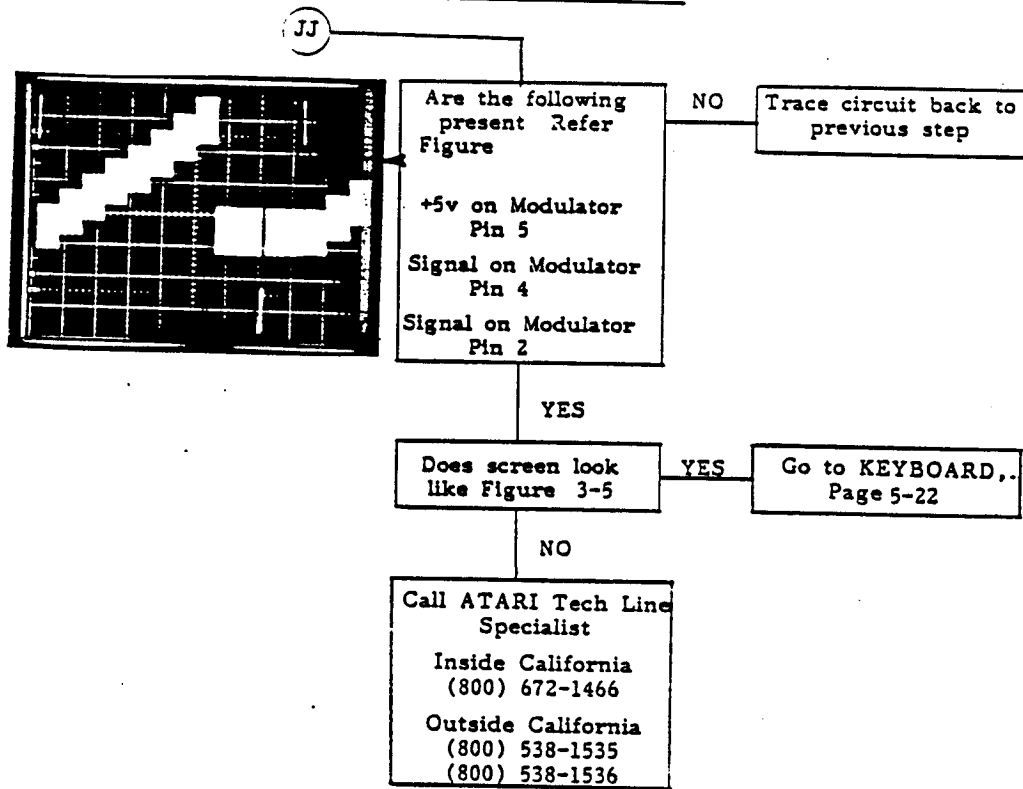 JJ
Are the following
present Refer
Figure
+5v on Modulator
Pin 5
Signal on Modulator
Pin 4
Signal on Modulator
Pin 2
NO
Trace circuit back to
previous step
YES
Does screen look
like Figure 3-5
YES
Go to KEYBOARD,.
Page 5-22
NO
Call ATARI Tech Line
Specialist
Inside California
(800) 672-1466
Outside California
(800) 538-1535
(800) 538-1536